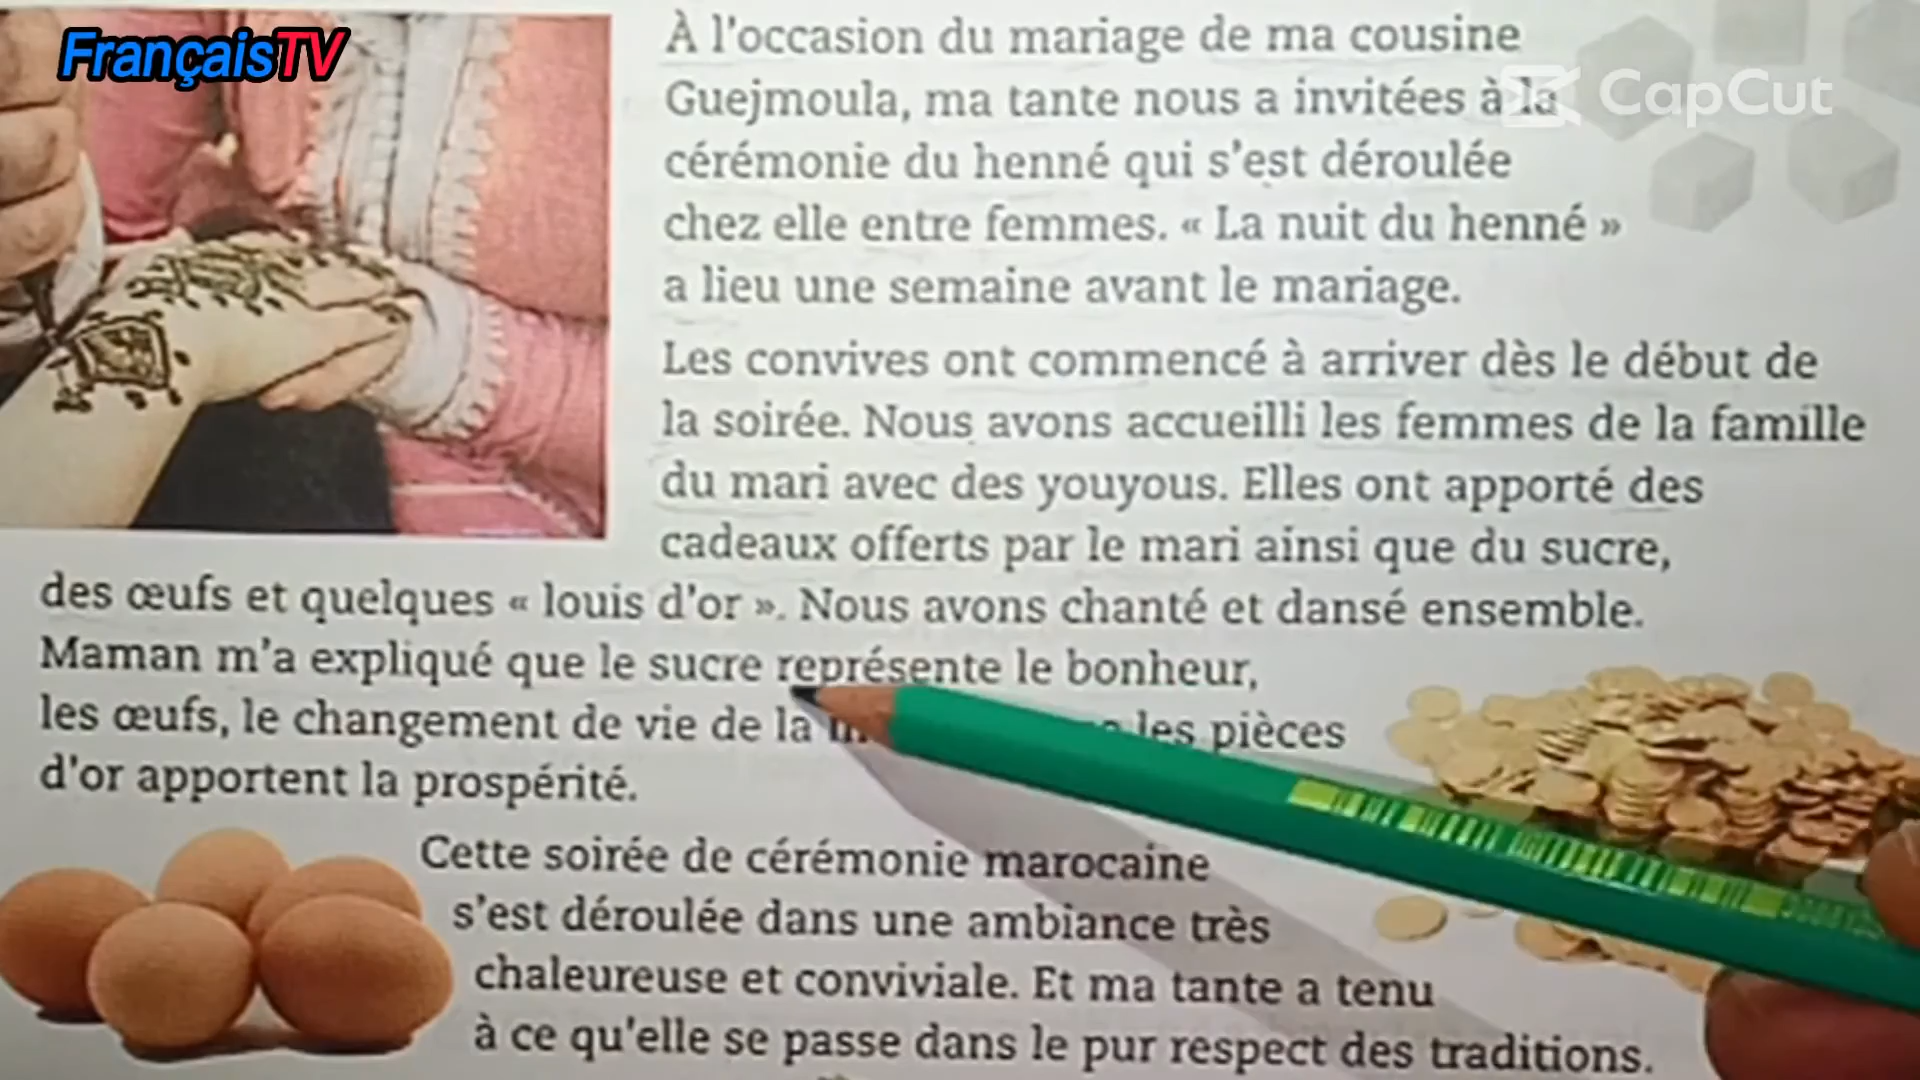 FrançaisTV
CapCut
À l'occasion du mariage de ma cousine
Guejmoula, ma tante nous a invitées à la
cérémonie du henné qui s'est déroulée
chez elle entre femmes. « La nuit du henné »
a lieu une semaine avant le mariage.
Les convives ont commencé à arriver dès le début de
la soirée. Nous avons accueilli les femmes de la famille
du mari avec des youyous. Elles ont apporté des
cadeaux offerts par le mari ainsi que du sucre,
des œufs et quelques « louis d'or ». Nous avons chanté et dansé ensemble.
Maman m'a expliqué que le sucre représente le bonheur,
les œufs, le changement de vie de la les pièces
d'or apportent la prospérité.
Cette soirée de cérémonie marocaine
s'est déroulée dans une ambiance très
chaleureuse et conviviale. Et ma tante a tenu
à ce qu'elle se passe dans le pur respect des traditions.